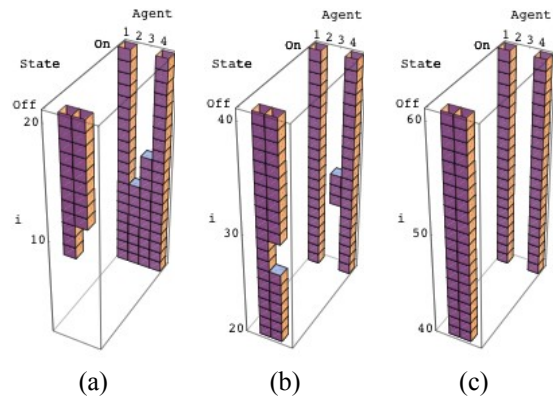 Agent
1 2 3 4
On
State
Off
20
i
10
(a)
Agent
1 2 3 4
On
State
Off
40
i
30
20
(b)
Agent
1 2 3 4
On
State
Off
60
i
50
40
(c)